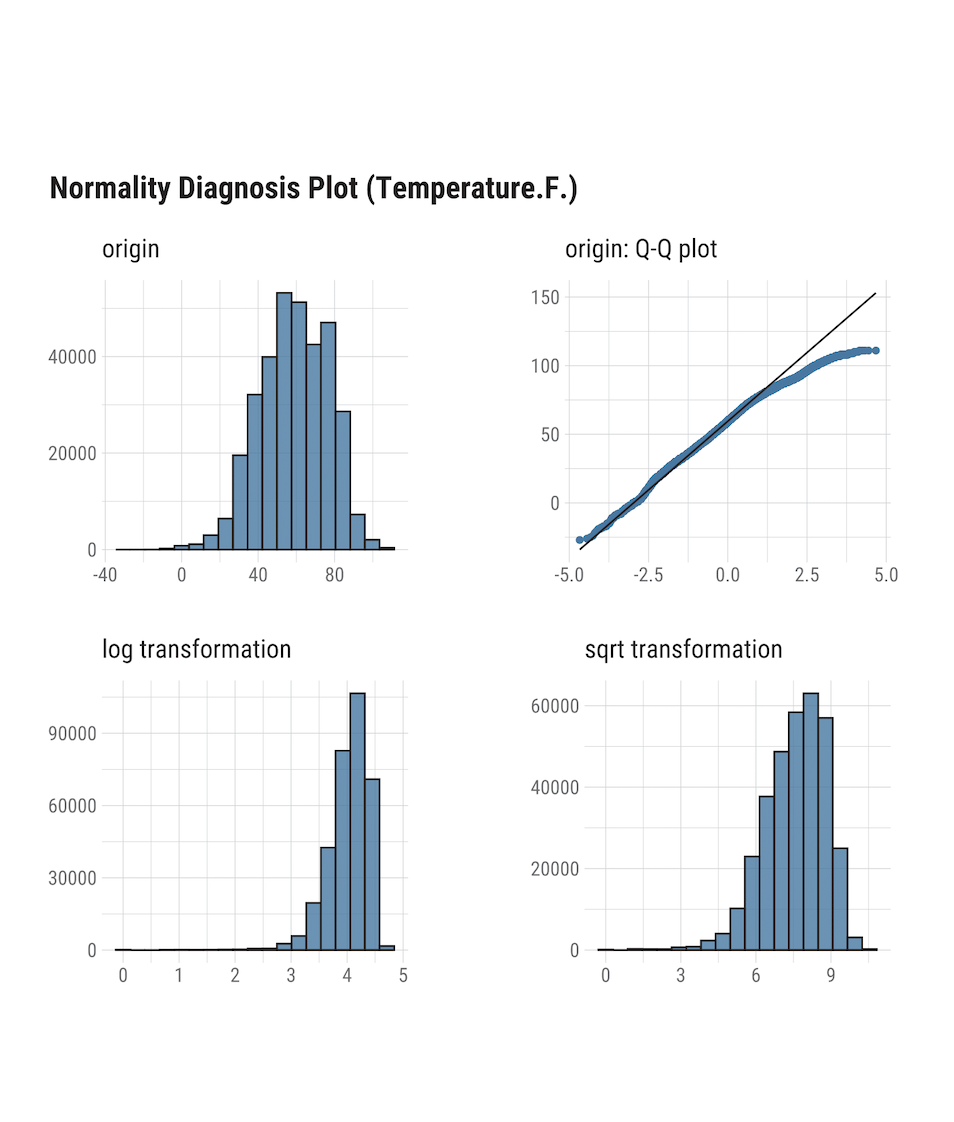 Normality Diagnosis Plot (Temperature.F.)
origin
40000
20000
0
-40 0 40 80
origin: Q-Q plot
150
100
50
0
-5.0 -2.5 0.0 2.5 5.0
log transformation
90000
60000
30000
0
0 1 2 3 4 5
sqrt transformation
60000
40000
20000
0
0 3 6 9